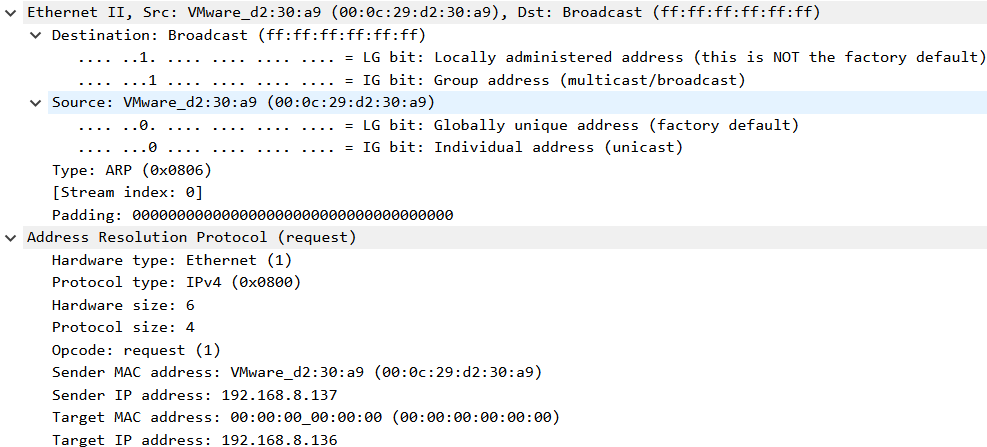 Ethernet II, Src: VMware_d2:30:a9 (00:0c:29:d2:30:a9), Dst: Broadcast (ff:ff:ff:ff:ff:ff)
Destination: Broadcast (ff:ff:ff:ff:ff:ff)
.... ..1. .... .... .... .... = LG bit: Locally administered address (this is NOT the factory default)
.... ...1 .... .... .... .... = IG bit: Group address (multicast/broadcast)
Source: VMware_d2:30:a9 (00:0c:29:d2:30:a9)
.... ..0. .... .... .... .... = LG bit: Globally unique address (factory default)
.... ...0 .... .... .... .... = IG bit: Individual address (unicast)
Type: ARP (0x0806)
[Stream index: 0]
Padding: 000000000000000000000000000000000000
Address Resolution Protocol (request)
Hardware type: Ethernet (1)
Protocol type: IPv4 (0x0800)
Hardware size: 6
Protocol size: 4
Opcode: request (1)
Sender MAC address: VMware_d2:30:a9 (00:0c:29:d2:30:a9)
Sender IP address: 192.168.8.137
Target MAC address: 00:00:00_00:00:00 (00:00:00:00:00:00)
Target IP address: 192.168.8.136